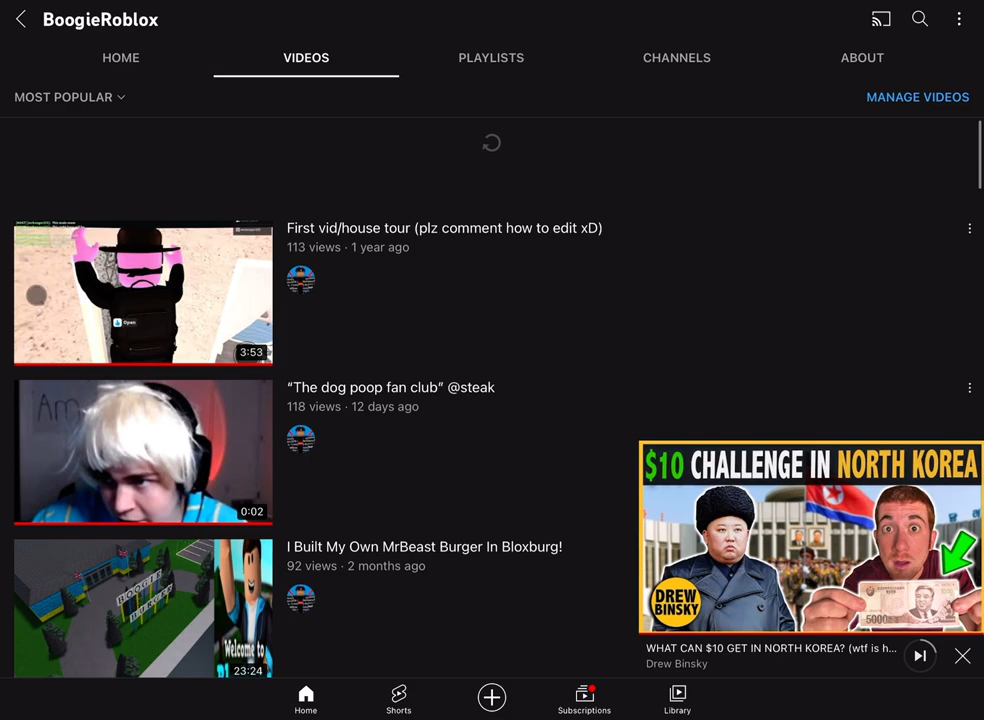 BoogieRoblox
HOME
VIDEOS
PLAYLISTS
CHANNELS
ABOUT
MOST POPULAR
MANAGE VIDEOS
First vid/house tour (plz comment how to edit xD)
113 views · 1 year ago
Open
3:53
“The dog poop fan club” @steak
118 views · 12 days ago
Am
0:02
I Built My Own MrBeast Burger In Bloxburg!
92 views · 2 months ago
BOOGIE
BURGER
Welcome to
23:24
$10 CHALLENGE IN NORTH KOREA
DREW
BINSKY
5000
WHAT CAN $10 GET IN NORTH KOREA? (wtf is h...
Drew Binsky
Home
Shorts
Subscriptions
Library